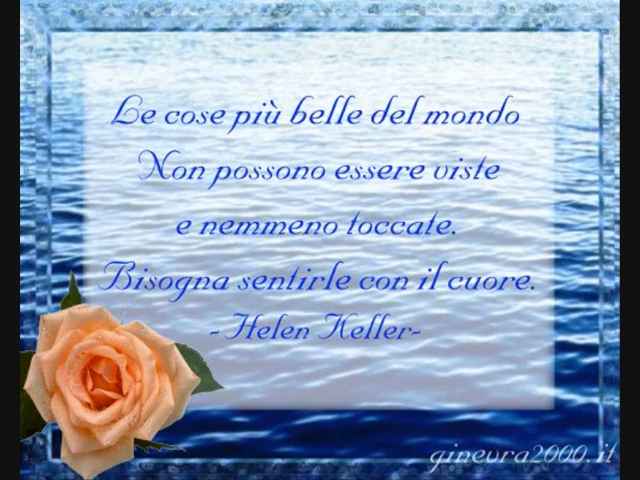 Le cose più belle del mondo
Non possono essere viste
e nemmeno toccate.
Bisogna sentirle con il cuore.
- Helen Keller-
ginevra2000.it